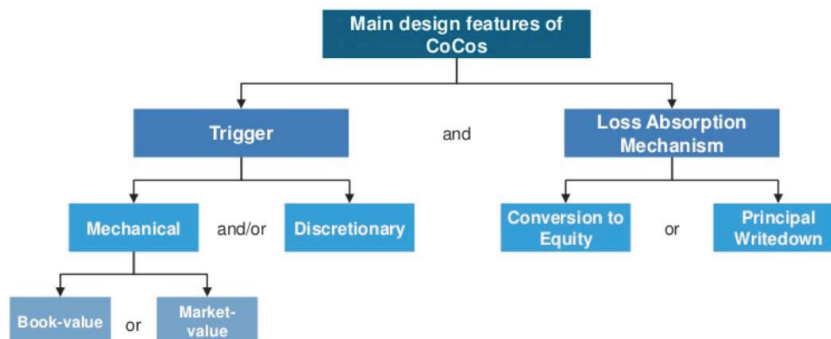 Main design features of
CoCos
Trigger
and
Loss Absorption
Mechanism
Mechanical
and/or
Discretionary
Conversion to
Equity
or
Principal
Writedown
Book-value
or
Market-
value